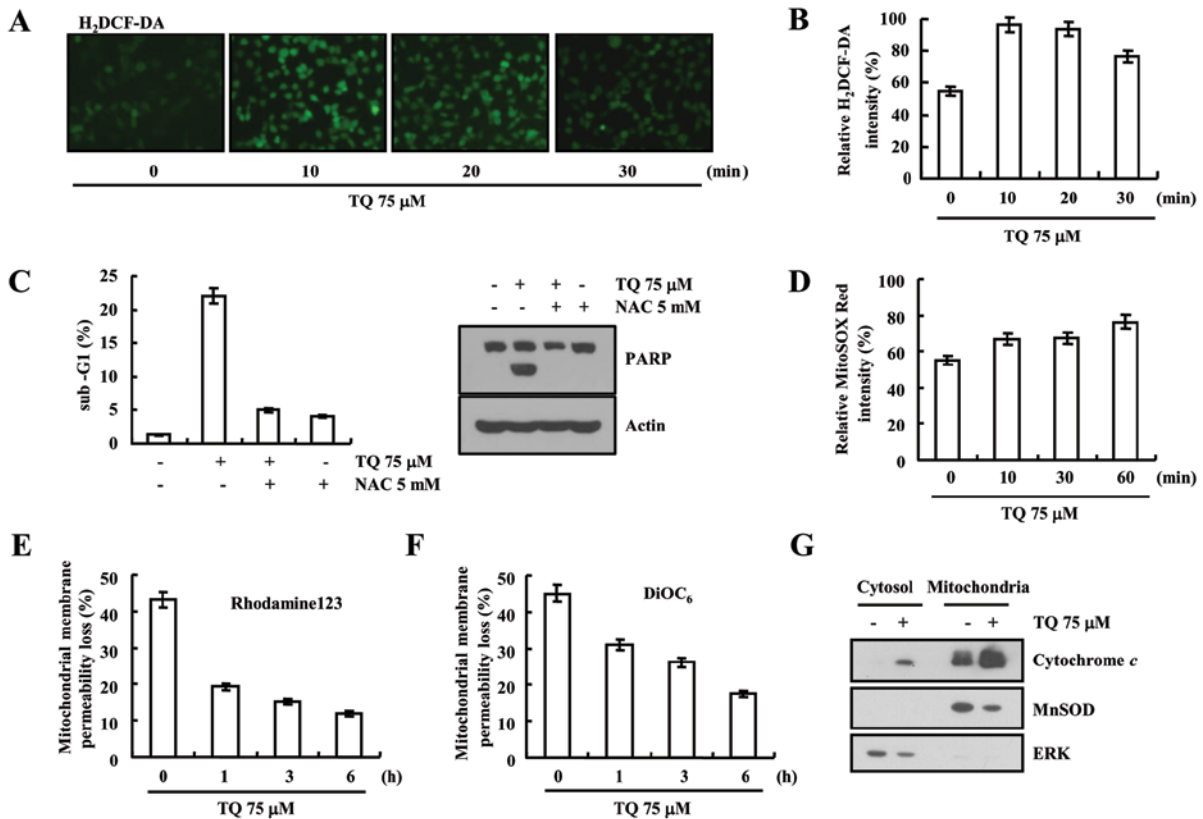 A
H₂DCF-DA
0 10 20 30 (min)
TQ 75 µM
B
Relative H₂DCF-DA
intensity (%)
100
80
60
40
20
0
0 10 20 30 (min)
TQ 75 µM
C
sub -G1 (%)
25
20
15
10
5
0
- + + - TQ 75 µM
- - + + NAC 5 mM
- + + - TQ 75 µM
- - + + NAC 5 mM
PARP
Actin
D
Relative MitoSOX Red
intensity (%)
100
80
60
40
20
0
0 10 30 60 (min)
TQ 75 µM
E
Mitochondrial membrane
permeability loss (%)
50
40
30
20
10
0
Rhodamine123
0 1 3 6 (h)
TQ 75 µM
F
Mitochondrial membrane
permeability loss (%)
50
40
30
20
10
0
DiOC₆
0 1 3 6 (h)
TQ 75 µM
G
Cytosol Mitochondria
- + - + TQ 75 µM
Cytochrome c
MnSOD
ERK